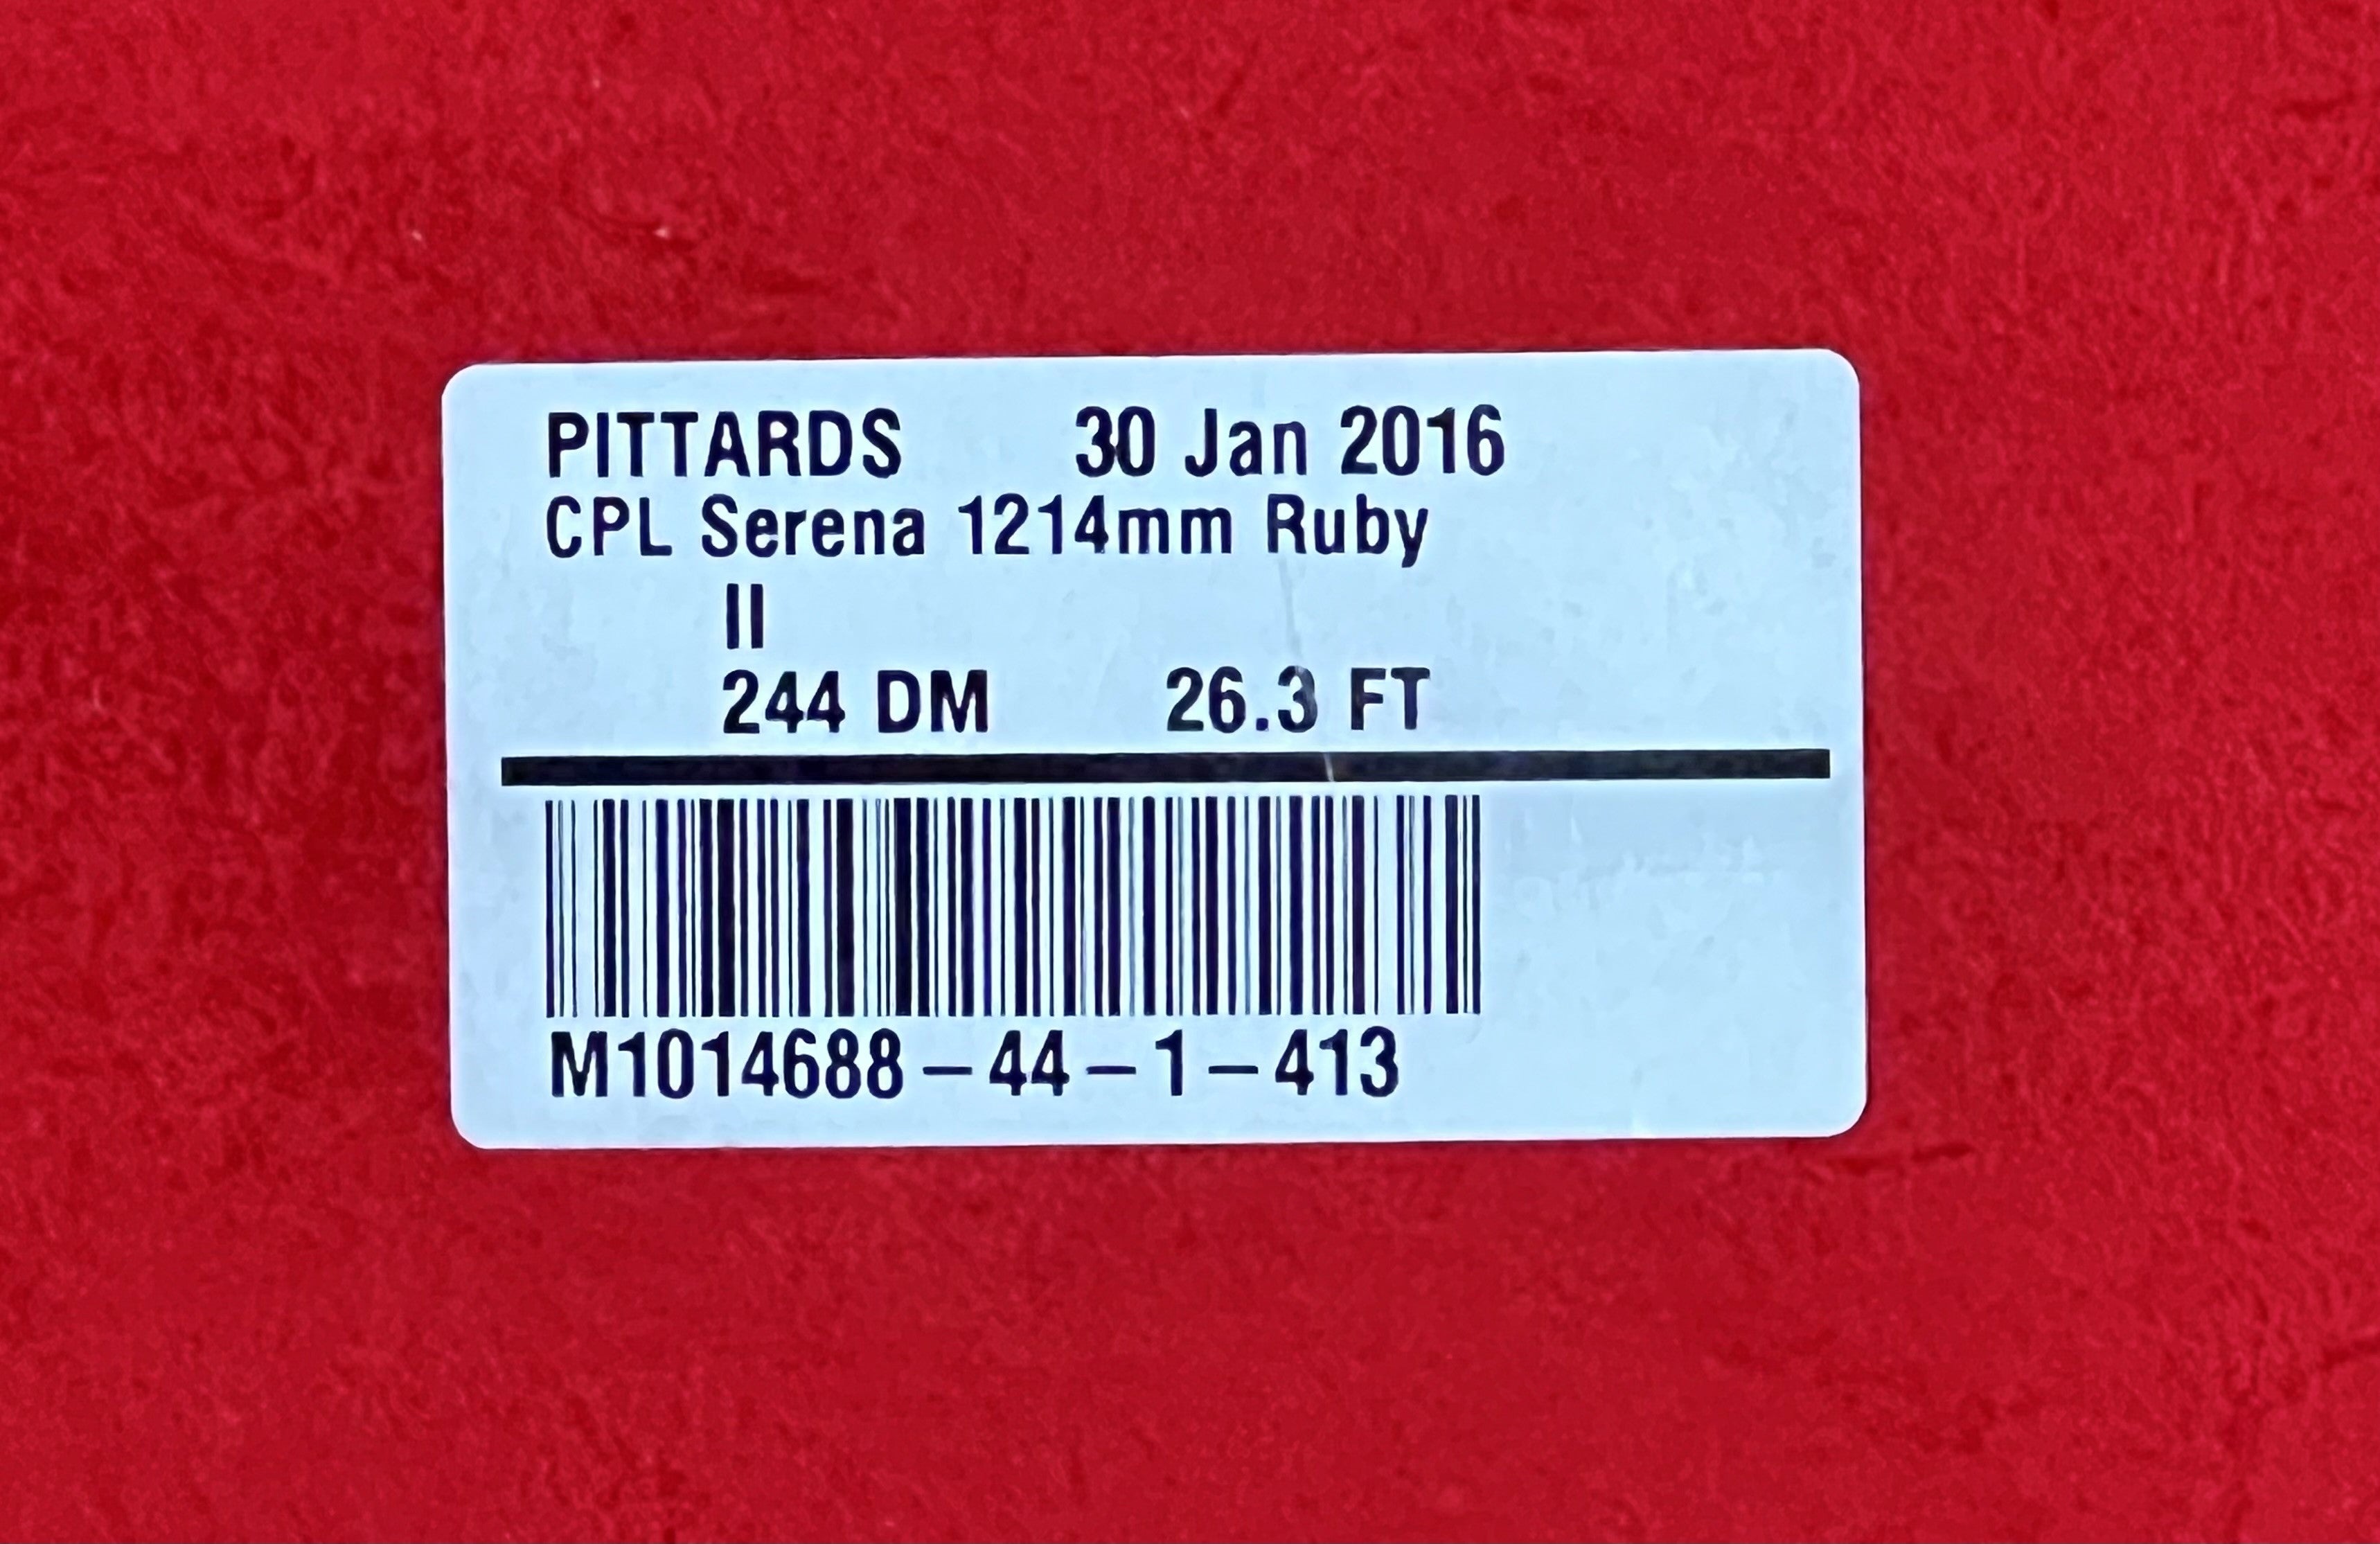 PITTARDS 30 Jan 2016
CPL Serena 1214mm Ruby
II
244 DM 26.3 FT
M1014688-44-1-413